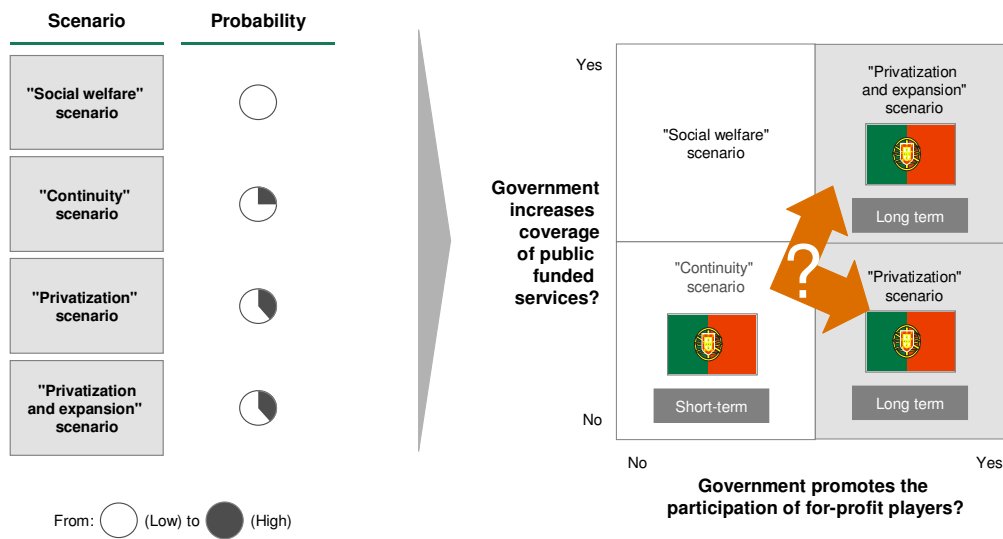 Scenario
Probability
"Social welfare"
scenario
"Continuity"
scenario
"Privatization"
scenario
"Privatization
and expansion"
scenario
From:
(Low) to
(High)
Yes
"Privatization
and expansion"
scenario
"Social welfare"
scenario
Long term
Government
increases
coverage
of public
funded
services?
"Continuity"
scenario
?
"Privatization"
scenario
Short-term
Long term
No
No
Yes
Government promotes the
participation of for-profit players?